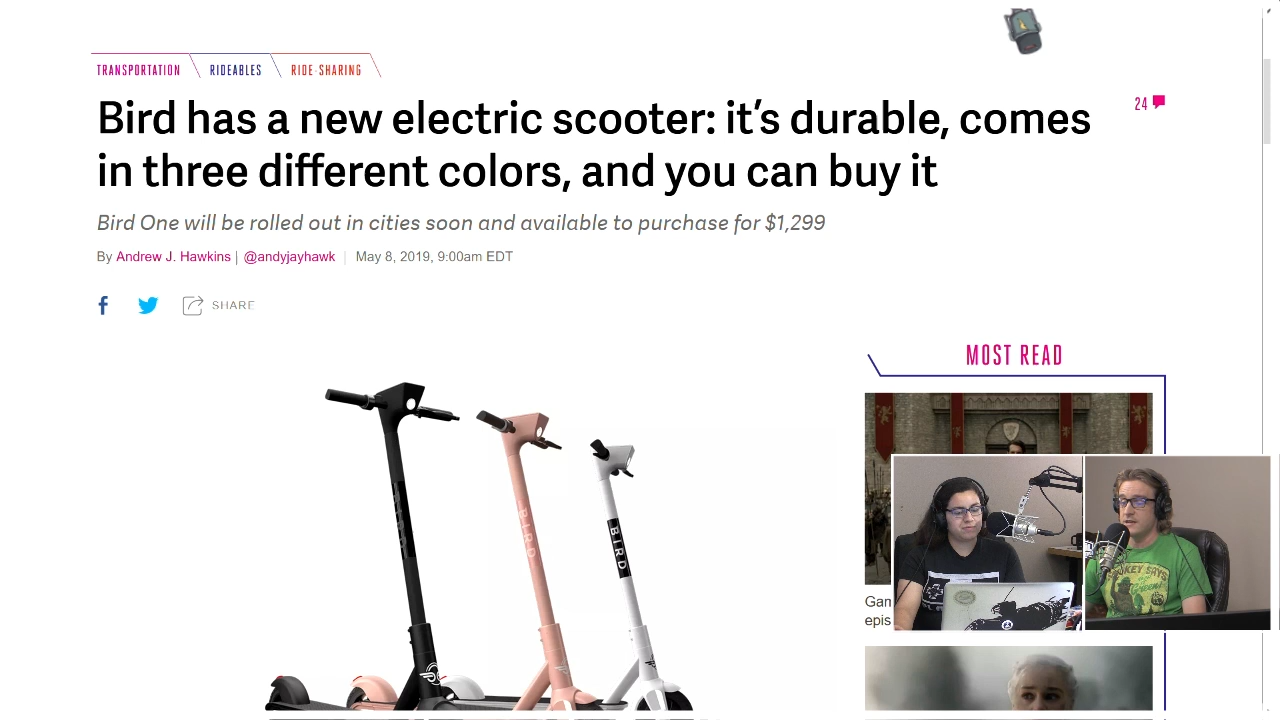 TRANSPORTATION
RIDEABLES
RIDE-SHARING
Bird has a new electric scooter: it's durable, comes
in three different colors, and you can buy it
24
Bird One will be rolled out in cities soon and available to purchase for $1,299
By Andrew J. Hawkins | @andyjayhawk | May 8, 2019, 9:00am EDT
SHARE
MOST READ
BIRD
BIRD
Gan
epis
SAYS